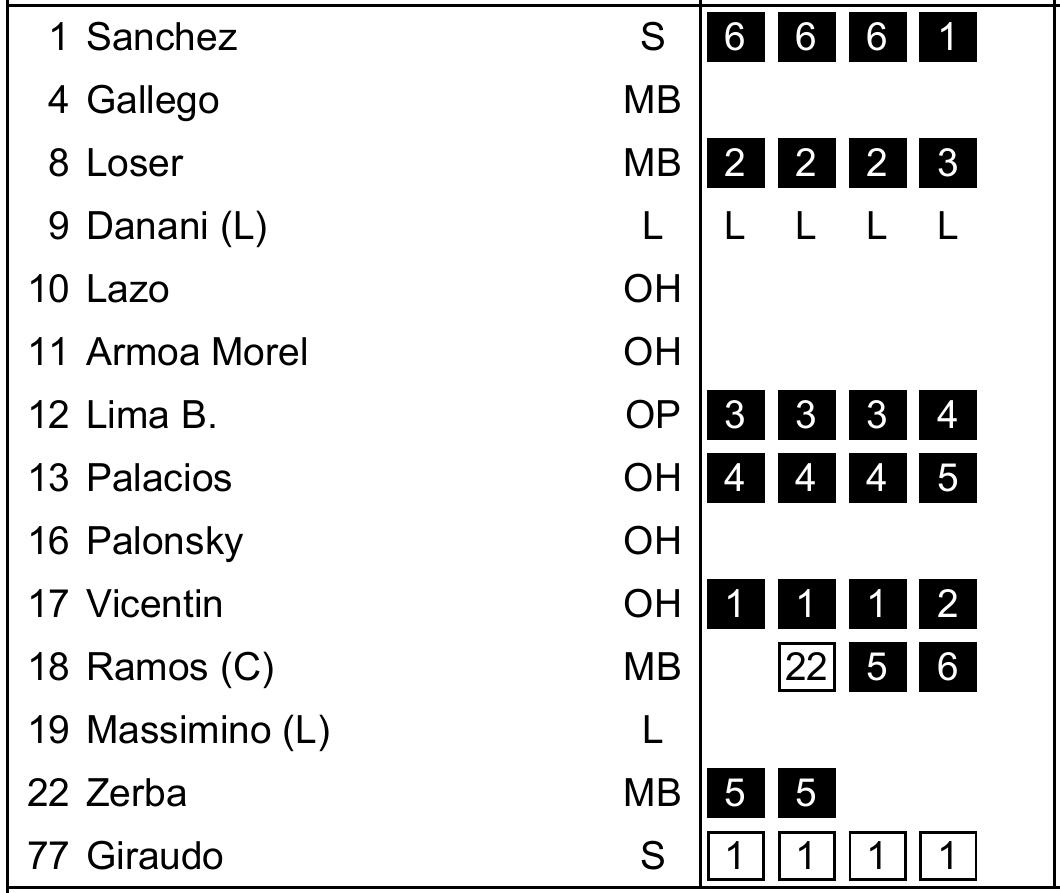 1 Sanchez S 6 6 6 1
4 Gallego MB
8 Loser MB 2 2 2 3
9 Danani (L) L L L L L
10 Lazo OH
11 Armoa Morel OH
12 Lima B. OP 3 3 3 4
13 Palacios OH 4 4 4 5
16 Palonsky OH
17 Vicentin OH 1 1 1 2
18 Ramos (C) MB 22 5 6
19 Massimino (L) L
22 Zerba MB 5 5
77 Giraudo S 1 1 1 1